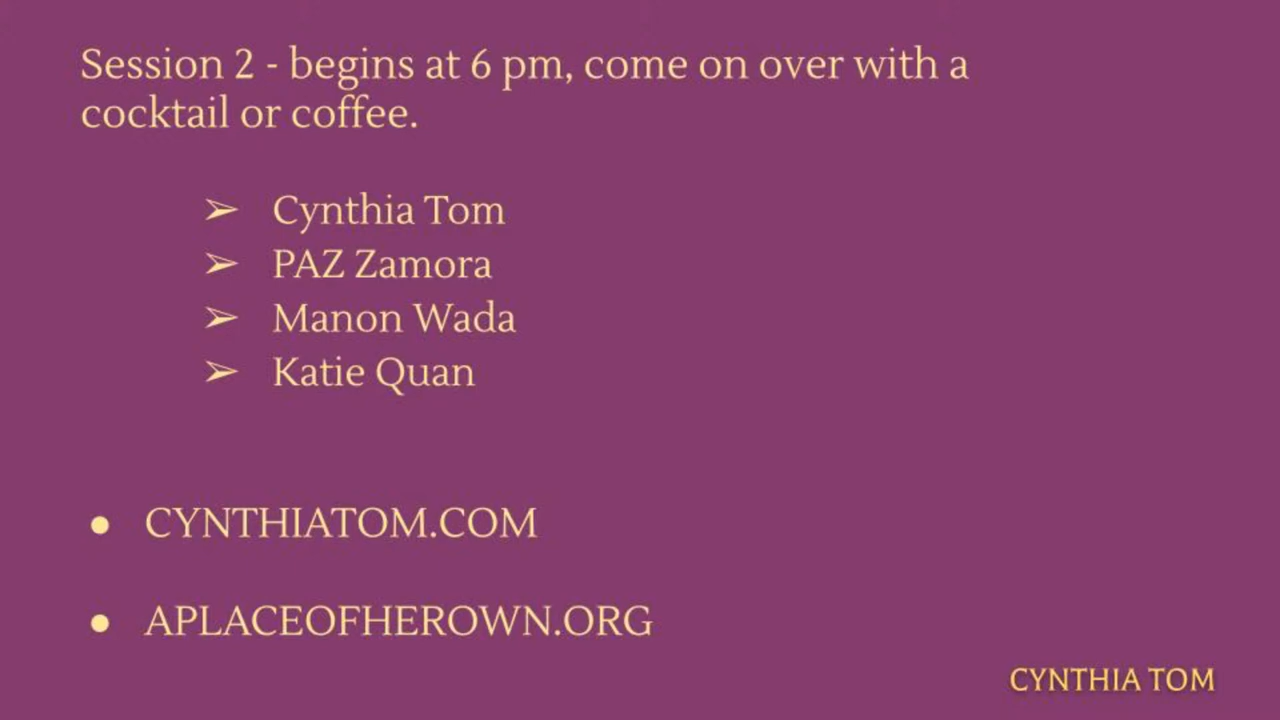 Session 2 - begins at 6 pm, come on over with a
cocktail or coffee.
➢ Cynthia Tom
➢ PAZ Zamora
➢ Manon Wada
➢ Katie Quan
● CYNTHIATOM.COM
● APLACEOFHEROWN.ORG
CYNTHIA TOM